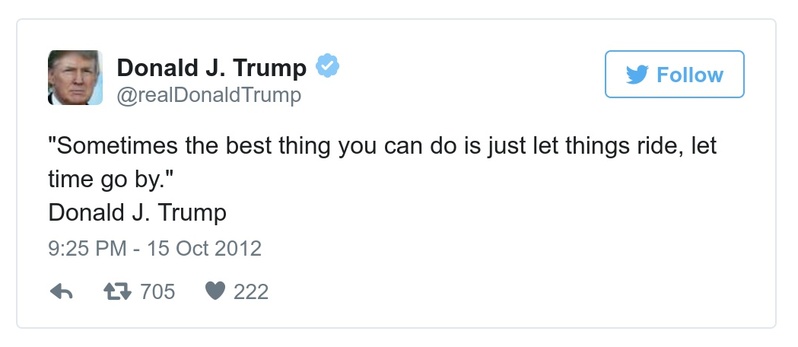 Donald J. Trump
@realDonaldTrump
Follow
"Sometimes the best thing you can do is just let things ride, let
time go by."
Donald J. Trump
9:25 PM - 15 Oct 2012
705 222